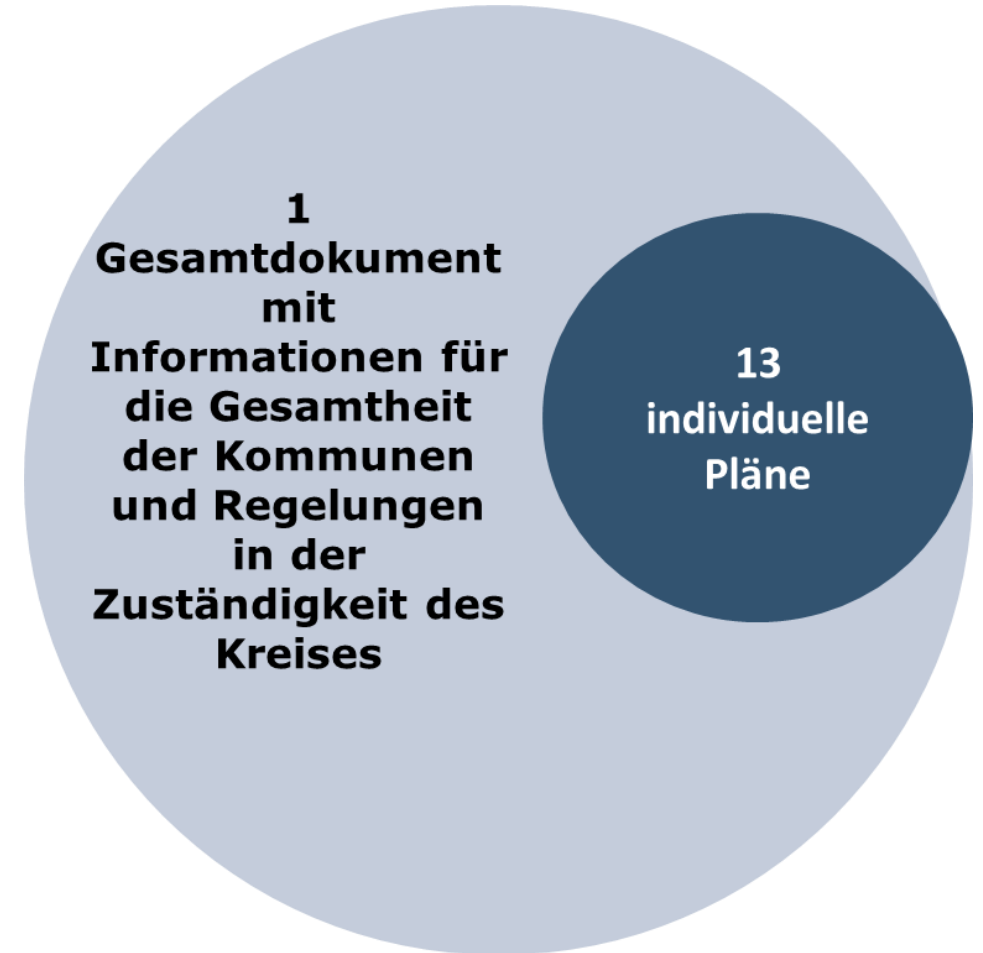 1
Gesamtdokument
mit
Informationen für
die Gesamtheit
der Kommunen
und Regelungen
in der
Zuständigkeit des
Kreises
13
individuelle
Pläne